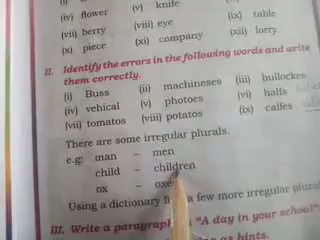 (iv) flower (v) knife
(vii) berry (viii) eye (ix) table
(x) piece (xi) company (xii) lorry
II. Identify the errors in the following words and write
them correctly.
(i) Buss (ii) machineses (iii) bullockes
(iv) vehical (v) photoes (vi) halfs
(vii) tomatos (viii) potatos (ix) calfes
There are some irregular plurals.
e.g: man – men
child – children
ox – oxe
Using a dictionary a few more irregular plura
III. Write a paragraph "A day in your school"
as hints.